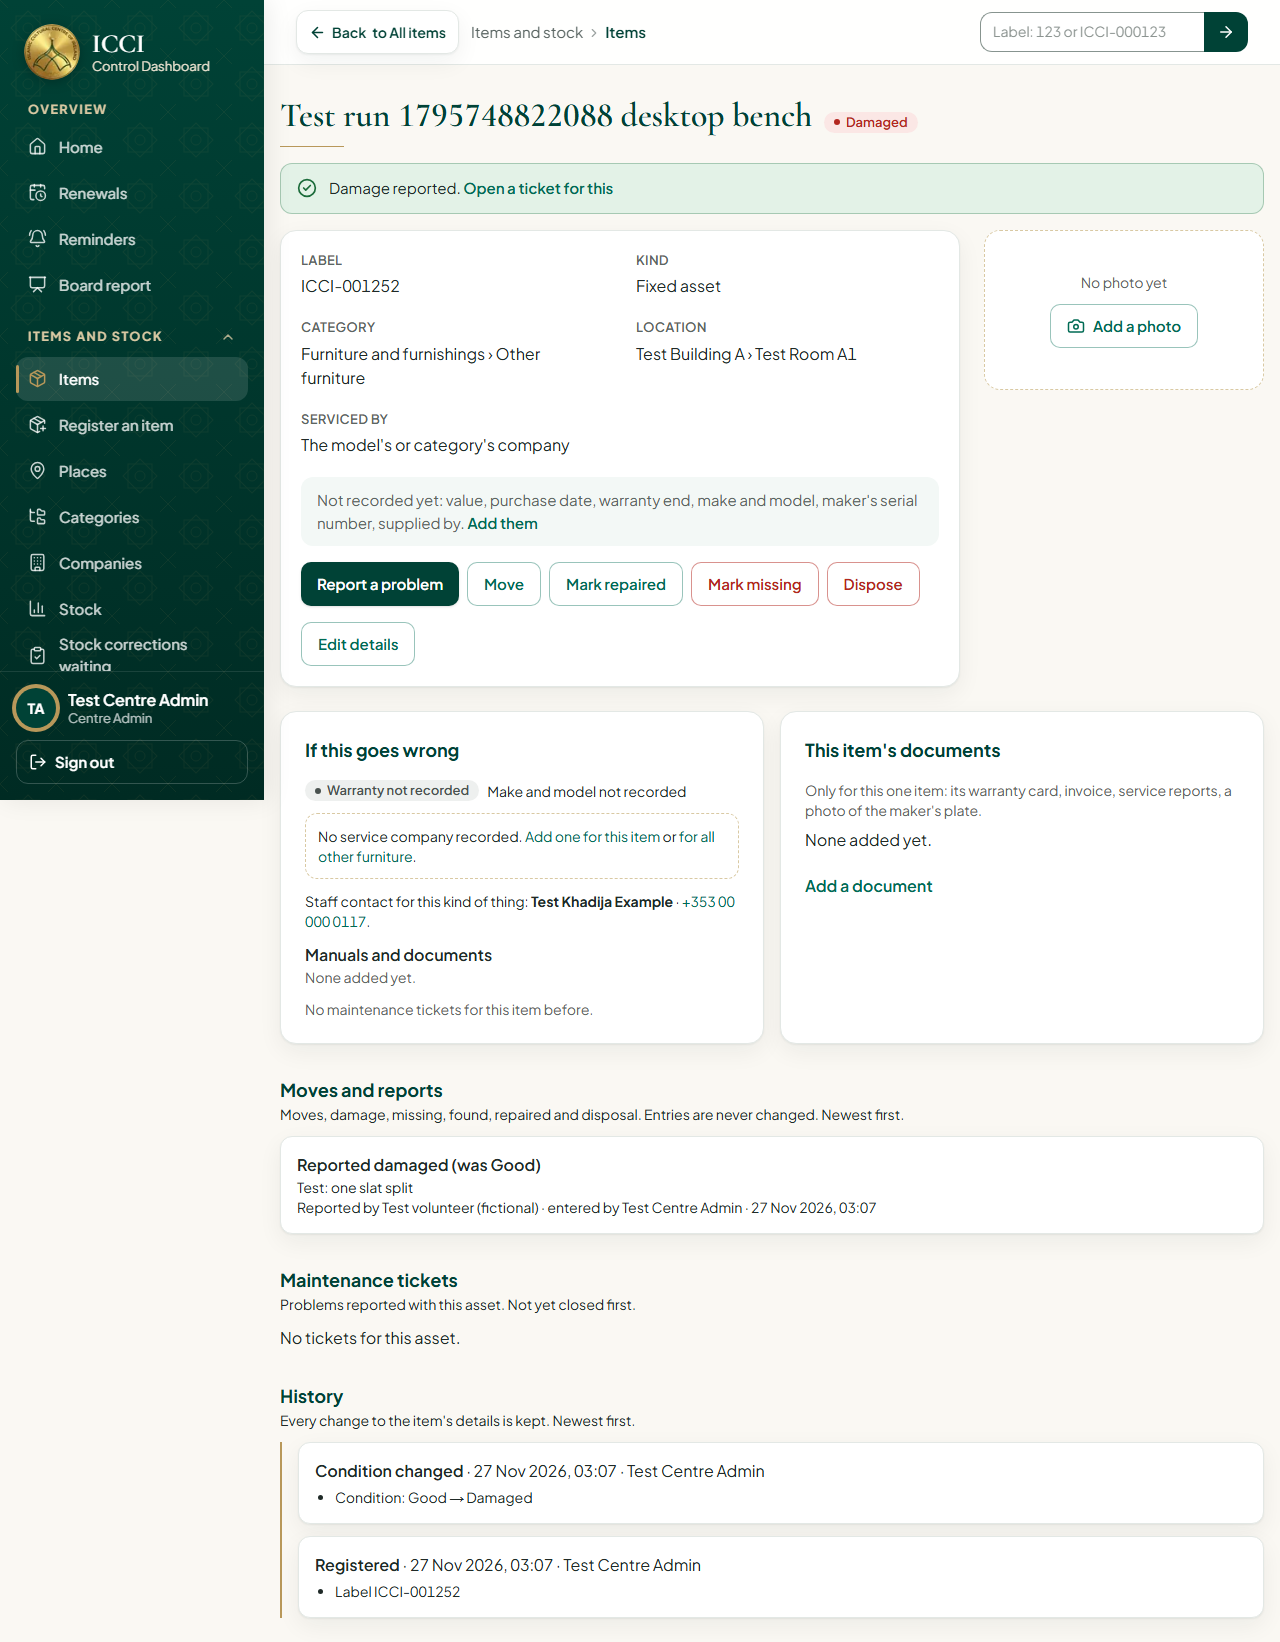 ICCI
Control Dashboard
OVERVIEW
Home
Renewals
Reminders
Board report
ITEMS AND STOCK
Items
Register an item
Places
Categories
Companies
Stock
Stock corrections
waiting
TA
Test Centre Admin
Centre Admin
Sign out
Back to All items
Items and stock › Items
Label: 123 or ICCI-000123
Test run 1795748822088 desktop bench
Damaged
Damage reported. Open a ticket for this
LABEL
ICCI-001252
KIND
Fixed asset
CATEGORY
Furniture and furnishings › Other
furniture
LOCATION
Test Building A › Test Room A1
SERVICED BY
The model's or category's company
Not recorded yet: value, purchase date, warranty end, make and model, maker's serial
number, supplied by. Add them
Report a problem
Move
Mark repaired
Mark missing
Dispose
Edit details
No photo yet
Add a photo
If this goes wrong
Warranty not recorded
Make and model not recorded
No service company recorded. Add one for this item or for all
other furniture.
Staff contact for this kind of thing: Test Khadija Example · +353 00
000 0117.
Manuals and documents
None added yet.
No maintenance tickets for this item before.
This item's documents
Only for this one item: its warranty card, invoice, service reports, a
photo of the maker's plate.
None added yet.
Add a document
Moves and reports
Moves, damage, missing, found, repaired and disposal. Entries are never changed. Newest first.
Reported damaged (was Good)
Test: one slat split
Reported by Test volunteer (fictional) · entered by Test Centre Admin · 27 Nov 2026, 03:07
Maintenance tickets
Problems reported with this asset. Not yet closed first.
No tickets for this asset.
History
Every change to the item's details is kept. Newest first.
Condition changed · 27 Nov 2026, 03:07 · Test Centre Admin
• Condition: Good → Damaged
Registered · 27 Nov 2026, 03:07 · Test Centre Admin
• Label ICCI-001252